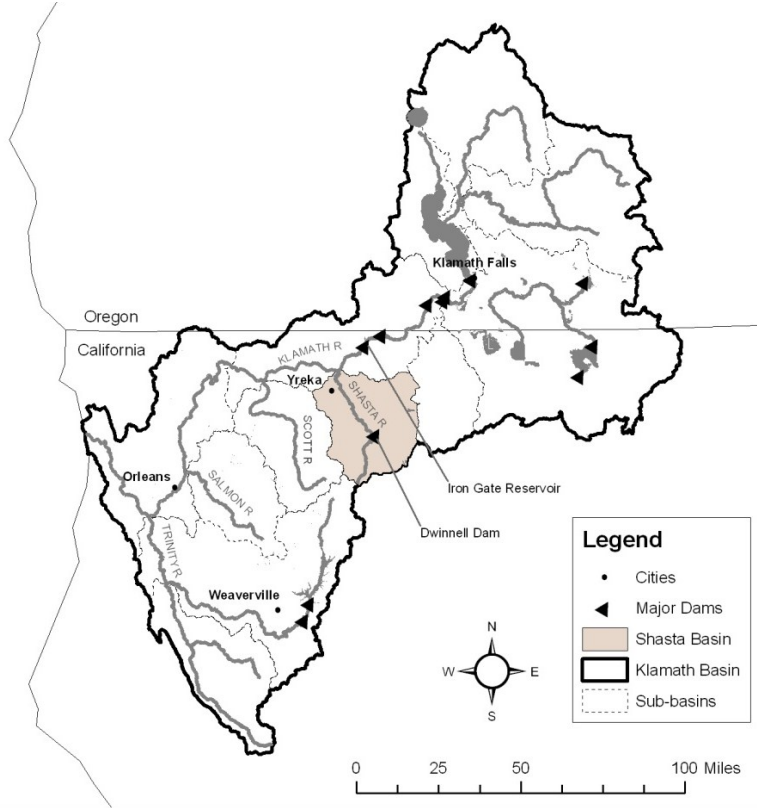 Klamath Falls
Oregon
California
KLAMATH R
Yreka
SHASTA R
SCOTT R
Iron Gate Reservoir
Orleans
SALMON R
Dwinnell Dam
TRINITY R
Weaverville
Legend
Cities
Major Dams
Shasta Basin
Klamath Basin
Sub-basins
N
W
E
S
0 25 50 100 Miles